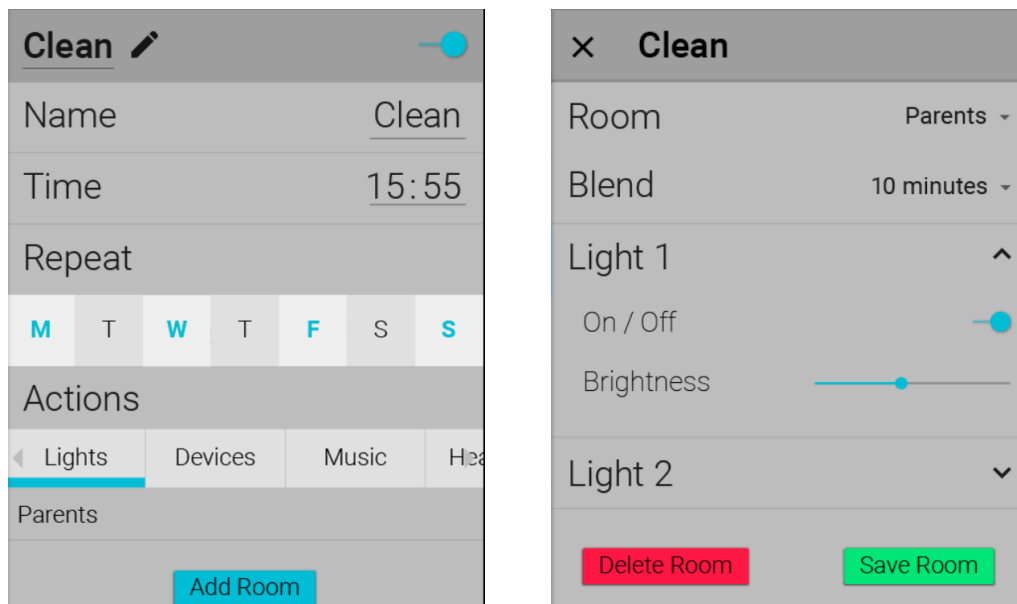 Clean
Name Clean
Time 15:55
Repeat
M T W T F S S
Actions
Lights Devices Music
Parents
Add Room
Clean
Room Parents
Blend 10 minutes
Light 1
On / Off
Brightness
Light 2
Delete Room Save Room